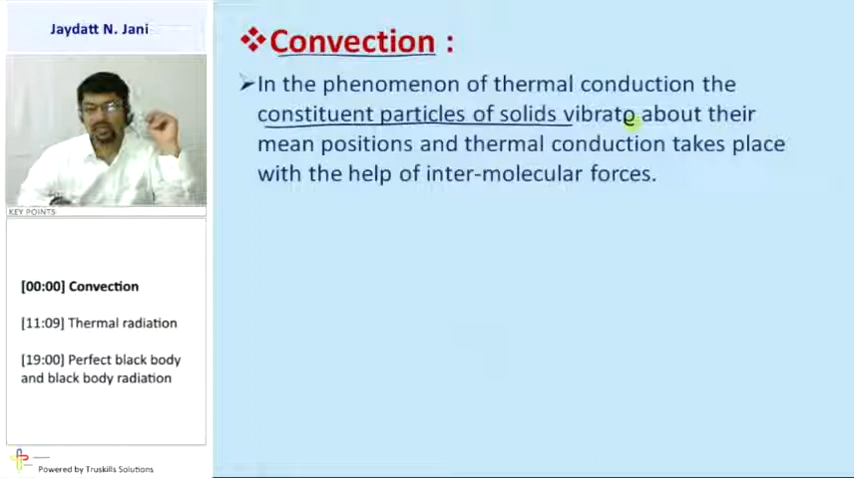 Jaydatt N. Jani
KEY POINTS:
[00:00] Convection
[11:09] Thermal radiation
[19:00] Perfect black body
and black body radiation
Powered by Truskills Solutions
❖Convection :
➢In the phenomenon of thermal conduction the
constituent particles of solids vibrate about their
mean positions and thermal conduction takes place
with the help of inter-molecular forces.